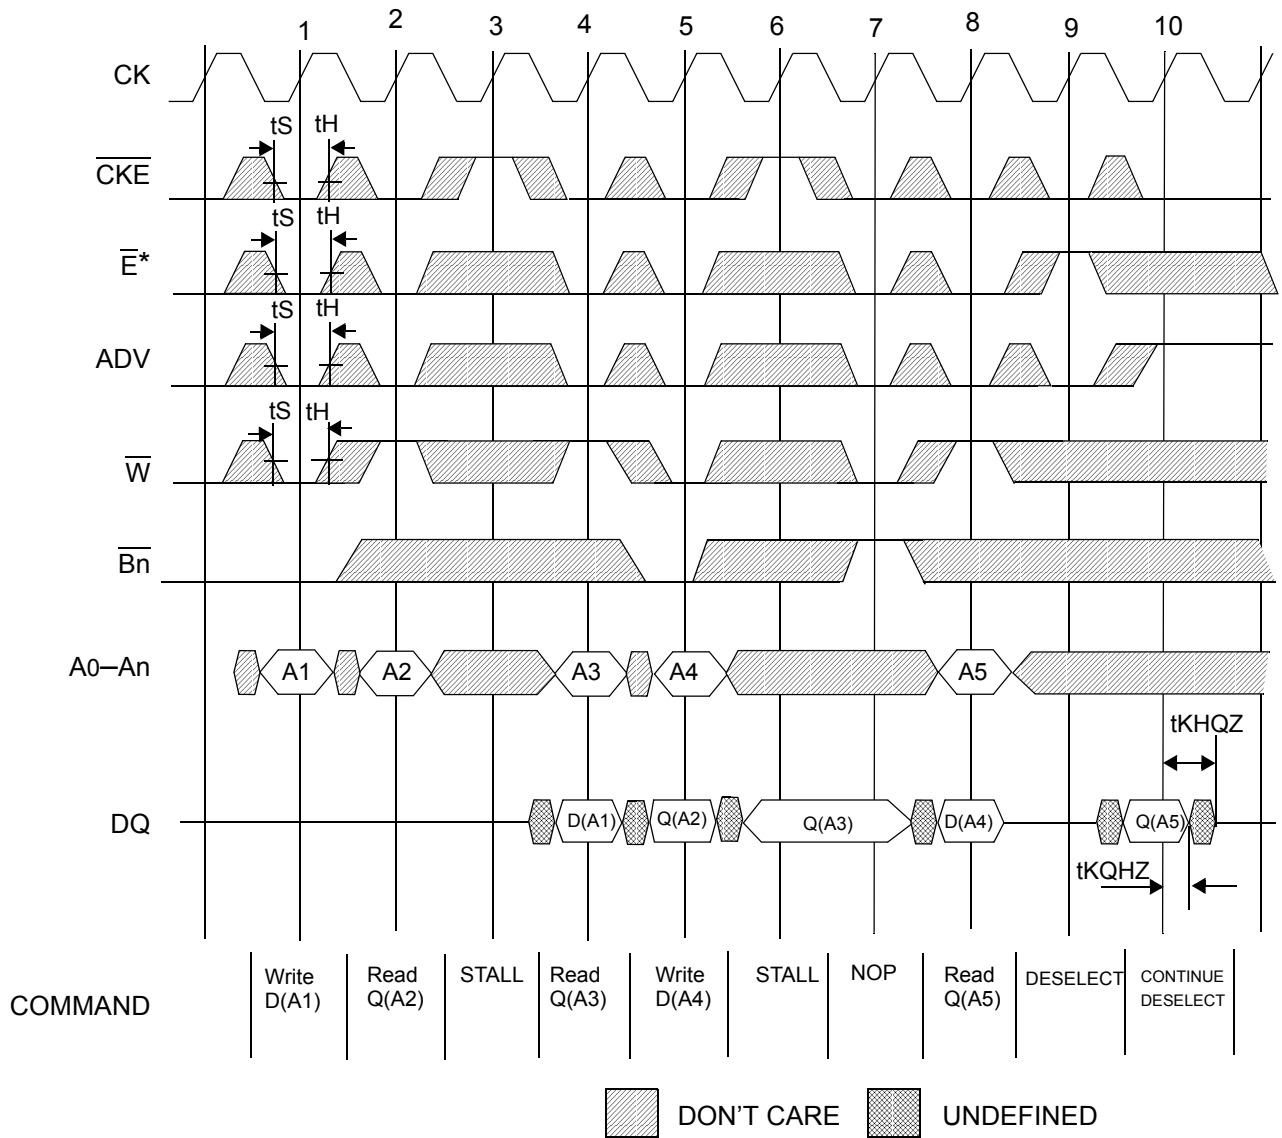 1 2 3 4 5 6 7 8 9 10
CK
tS tH
CKE
tS tH
E*
tS tH
ADV
tS tH
W
Bn
A0–An A1 A2 A3 A4 A5
tKHQZ
DQ D(A1) Q(A2) Q(A3) D(A4) Q(A5)
tKQHZ
COMMAND
Write D(A1)
Read Q(A2)
STALL
Read Q(A3)
Write D(A4)
STALL
NOP
Read Q(A5)
DESELECT
CONTINUE DESELECT
DON'T CARE UNDEFINED